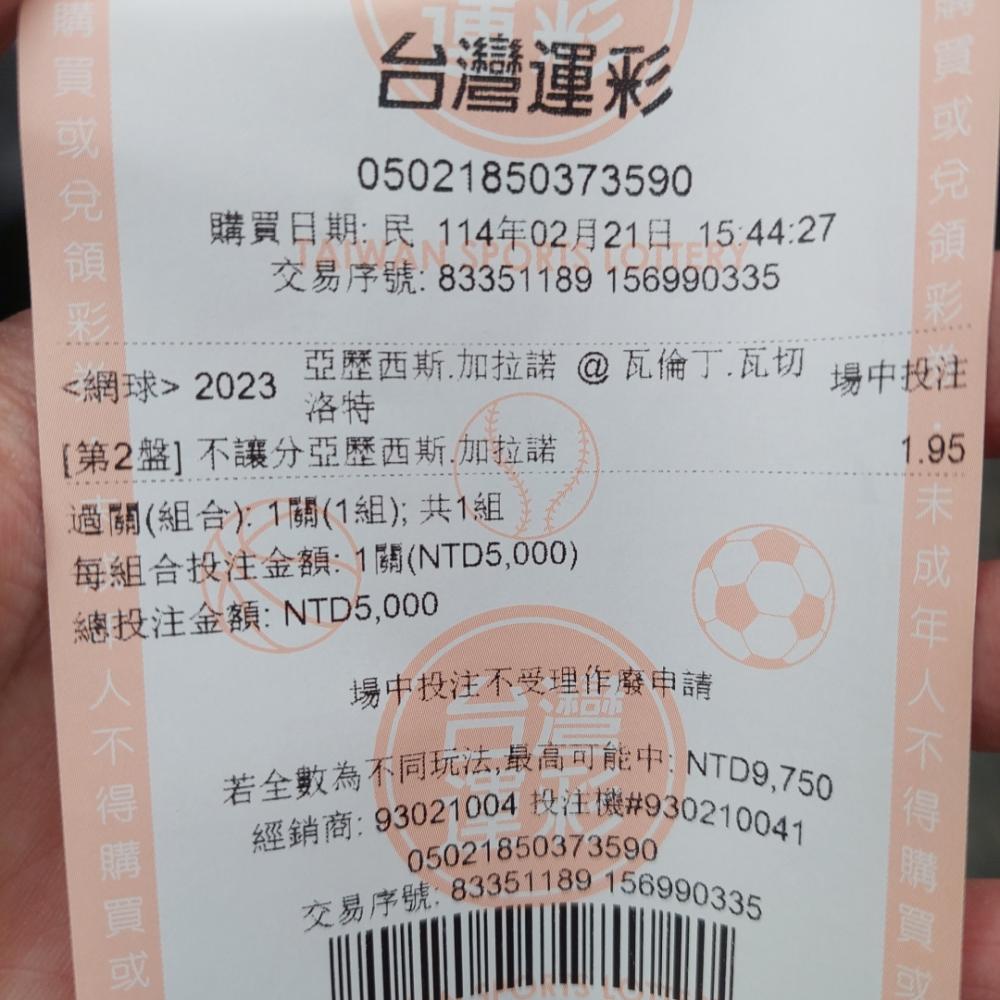 台灣運彩
05021850373590
購買日期: 民 114年02月21日 15:44:27
TAIWAN SPORTS LOTTERY
交易序號: 83351189 156990335
<網球> 2023 亞歷西斯.加拉諾 @ 瓦倫丁.瓦切 場中投注
洛特
[第2盤] 不讓分亞歷西斯.加拉諾 1.95
過關(組合): 1關(1組); 共1組
每組合投注金額: 1關(NTD5,000)
總投注金額: NTD5,000
場中投注不受理作廢申請
台灣
運彩
若全數為不同玩法,最高可能中: NTD9,750
經銷商: 93021004 投注機#930210041
05021850373590
交易序號: 83351189 156990335
SPORTS LOTTERY
購買或兌領彩
人不得購買或
購買或兌領彩
未成年人不得購買或